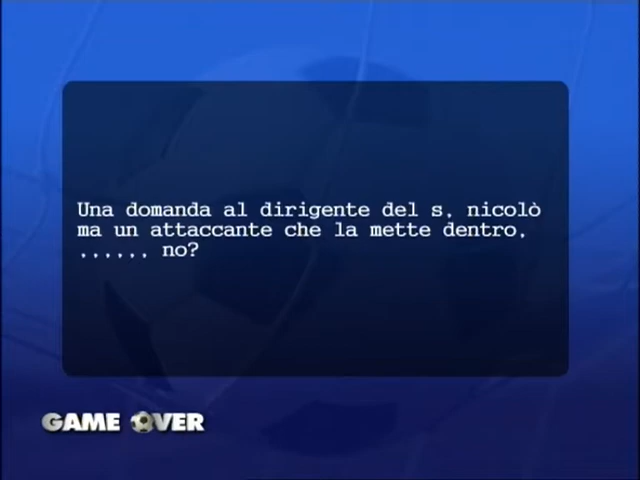 Una domanda al dirigente del s. nicolò
ma un attaccante che la mette dentro.
...... no?
GAME OVER